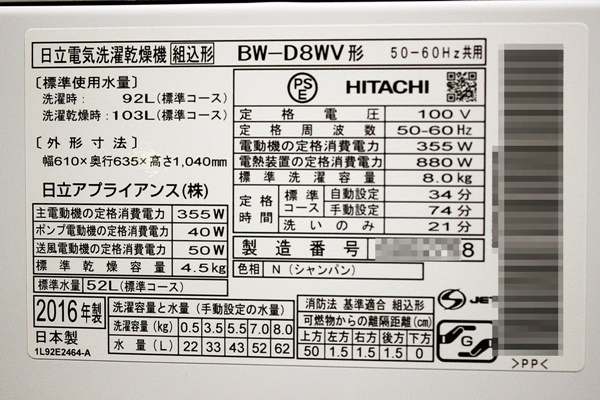 日立電気洗濯乾燥機 組込形 BW-D8WV形 50-60Hz共用
〔標準使用水量〕
洗濯時：92L(標準コース)
洗濯乾燥時：103L(標準コース)
〔外形寸法〕
幅610×奥行635×高さ1,040mm
日立アプライアンス(株)
主電動機の定格消費電力 355W
ポンプ電動機の定格消費電力 40W
送風電動機の定格消費電力 50W
標準乾燥容量 4.5kg
標準水量 52L(標準コース)
PSE HITACHI
定格電圧 100V
定格周波数 50-60Hz
電動機の定格消費電力 355W
電熱装置の定格消費電力 880W
標準洗濯容量 8.0kg
定格時間 標準コース 自動設定 34分
手動設定 74分
洗いのみ 21分
製造番号 8
色相 N(シャンパン)
2016年製
日本製
1L92E2464-A
洗濯容量と水量(手動設定の水量)
洗濯容量(kg) 0.5 3.5 5.5 7.0 8.0
水量(L) 22 33 43 52 62
消防法 基準適合 組込形
可燃物からの離隔距離(cm)
上方 左方 右方 後方 下方
50 1.5 1.5 1.5 0
S JET
G
>PP<